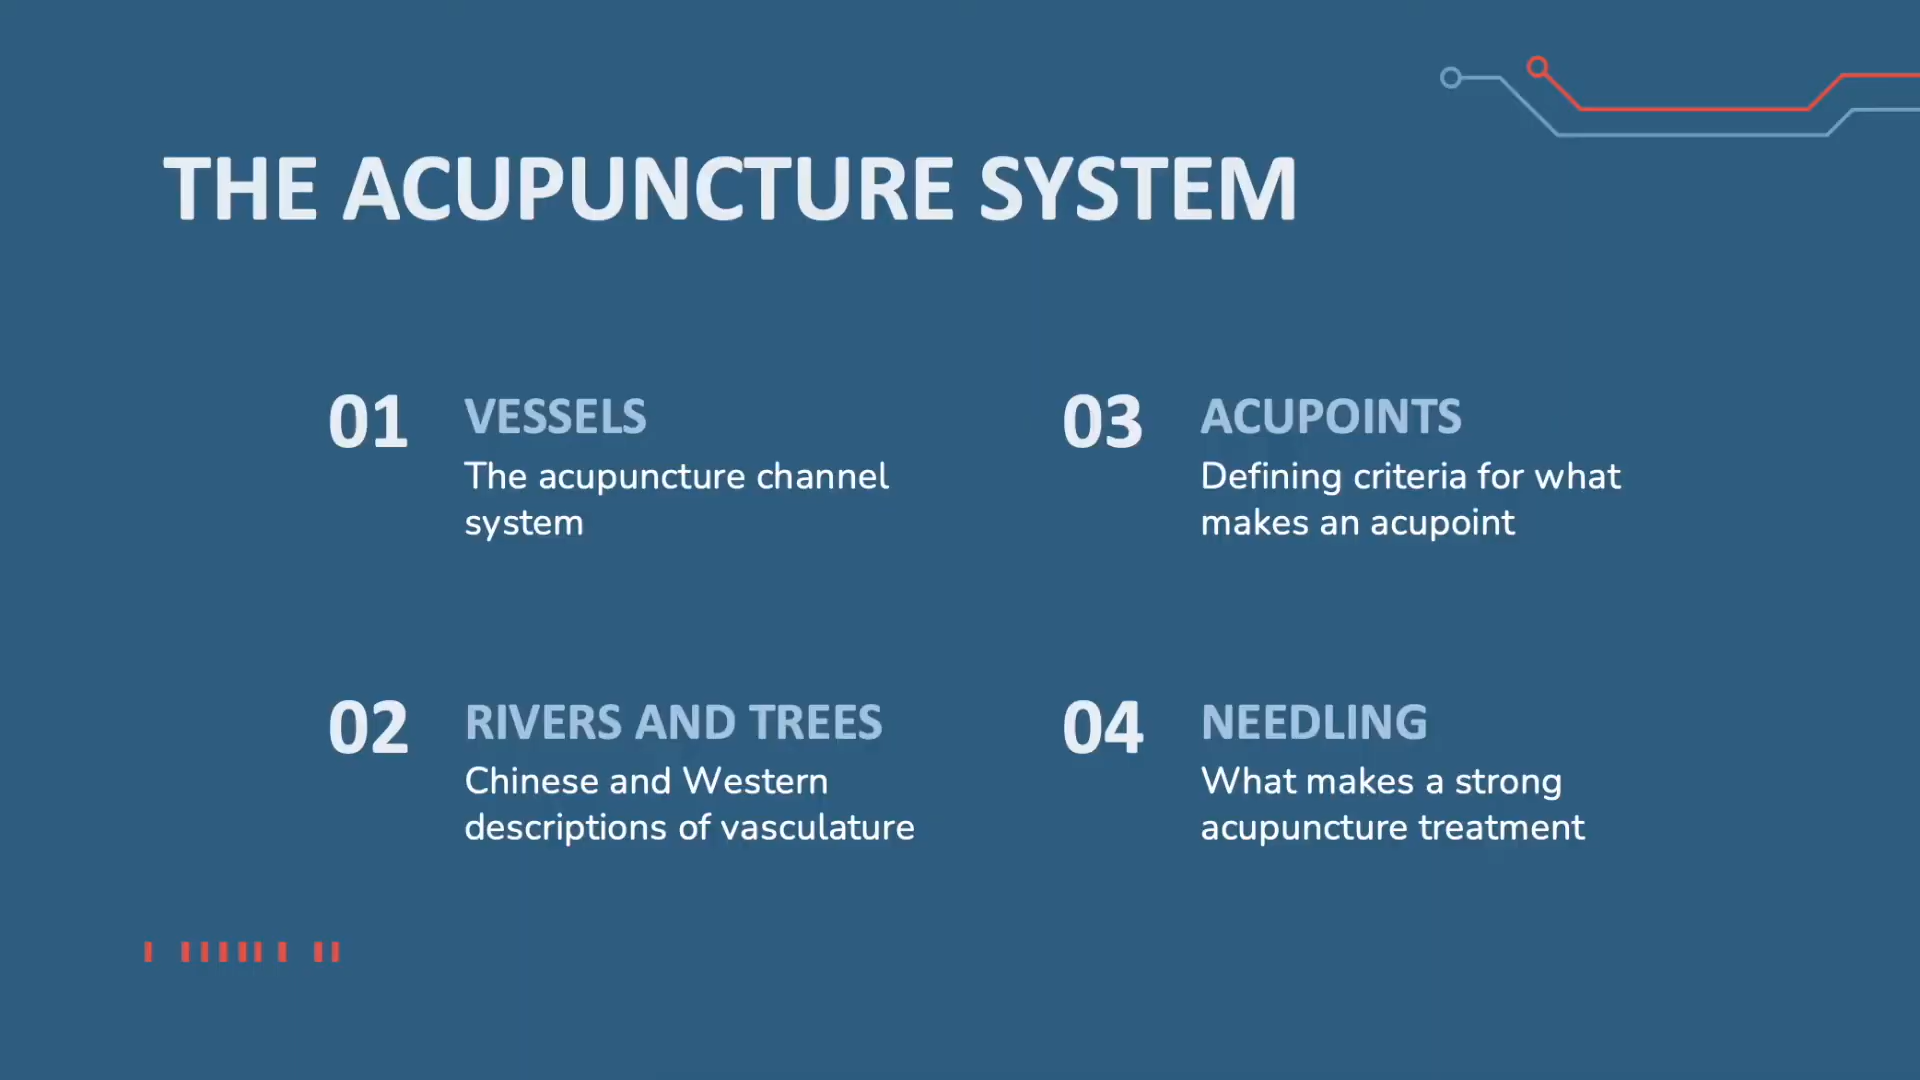 THE ACUPUNCTURE SYSTEM
01
VESSELS
The acupuncture channel
system
02
RIVERS AND TREES
Chinese and Western
descriptions of vasculature
03
ACUPOINTS
Defining criteria for what
makes an acupoint
04
NEEDLING
What makes a strong
acupuncture treatment